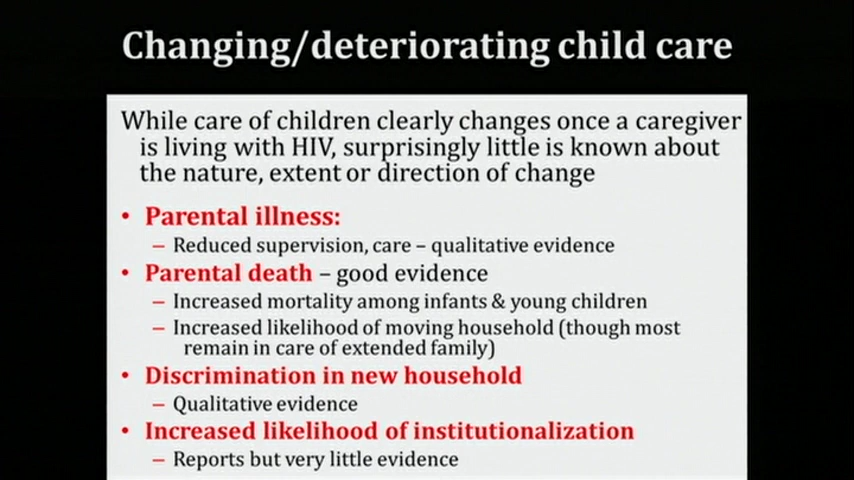 Changing/deteriorating child care
While care of children clearly changes once a caregiver
is living with HIV, surprisingly little is known about
the nature, extent or direction of change
• Parental illness:
– Reduced supervision, care – qualitative evidence
• Parental death – good evidence
– Increased mortality among infants & young children
– Increased likelihood of moving household (though most
remain in care of extended family)
• Discrimination in new household
– Qualitative evidence
• Increased likelihood of institutionalization
– Reports but very little evidence